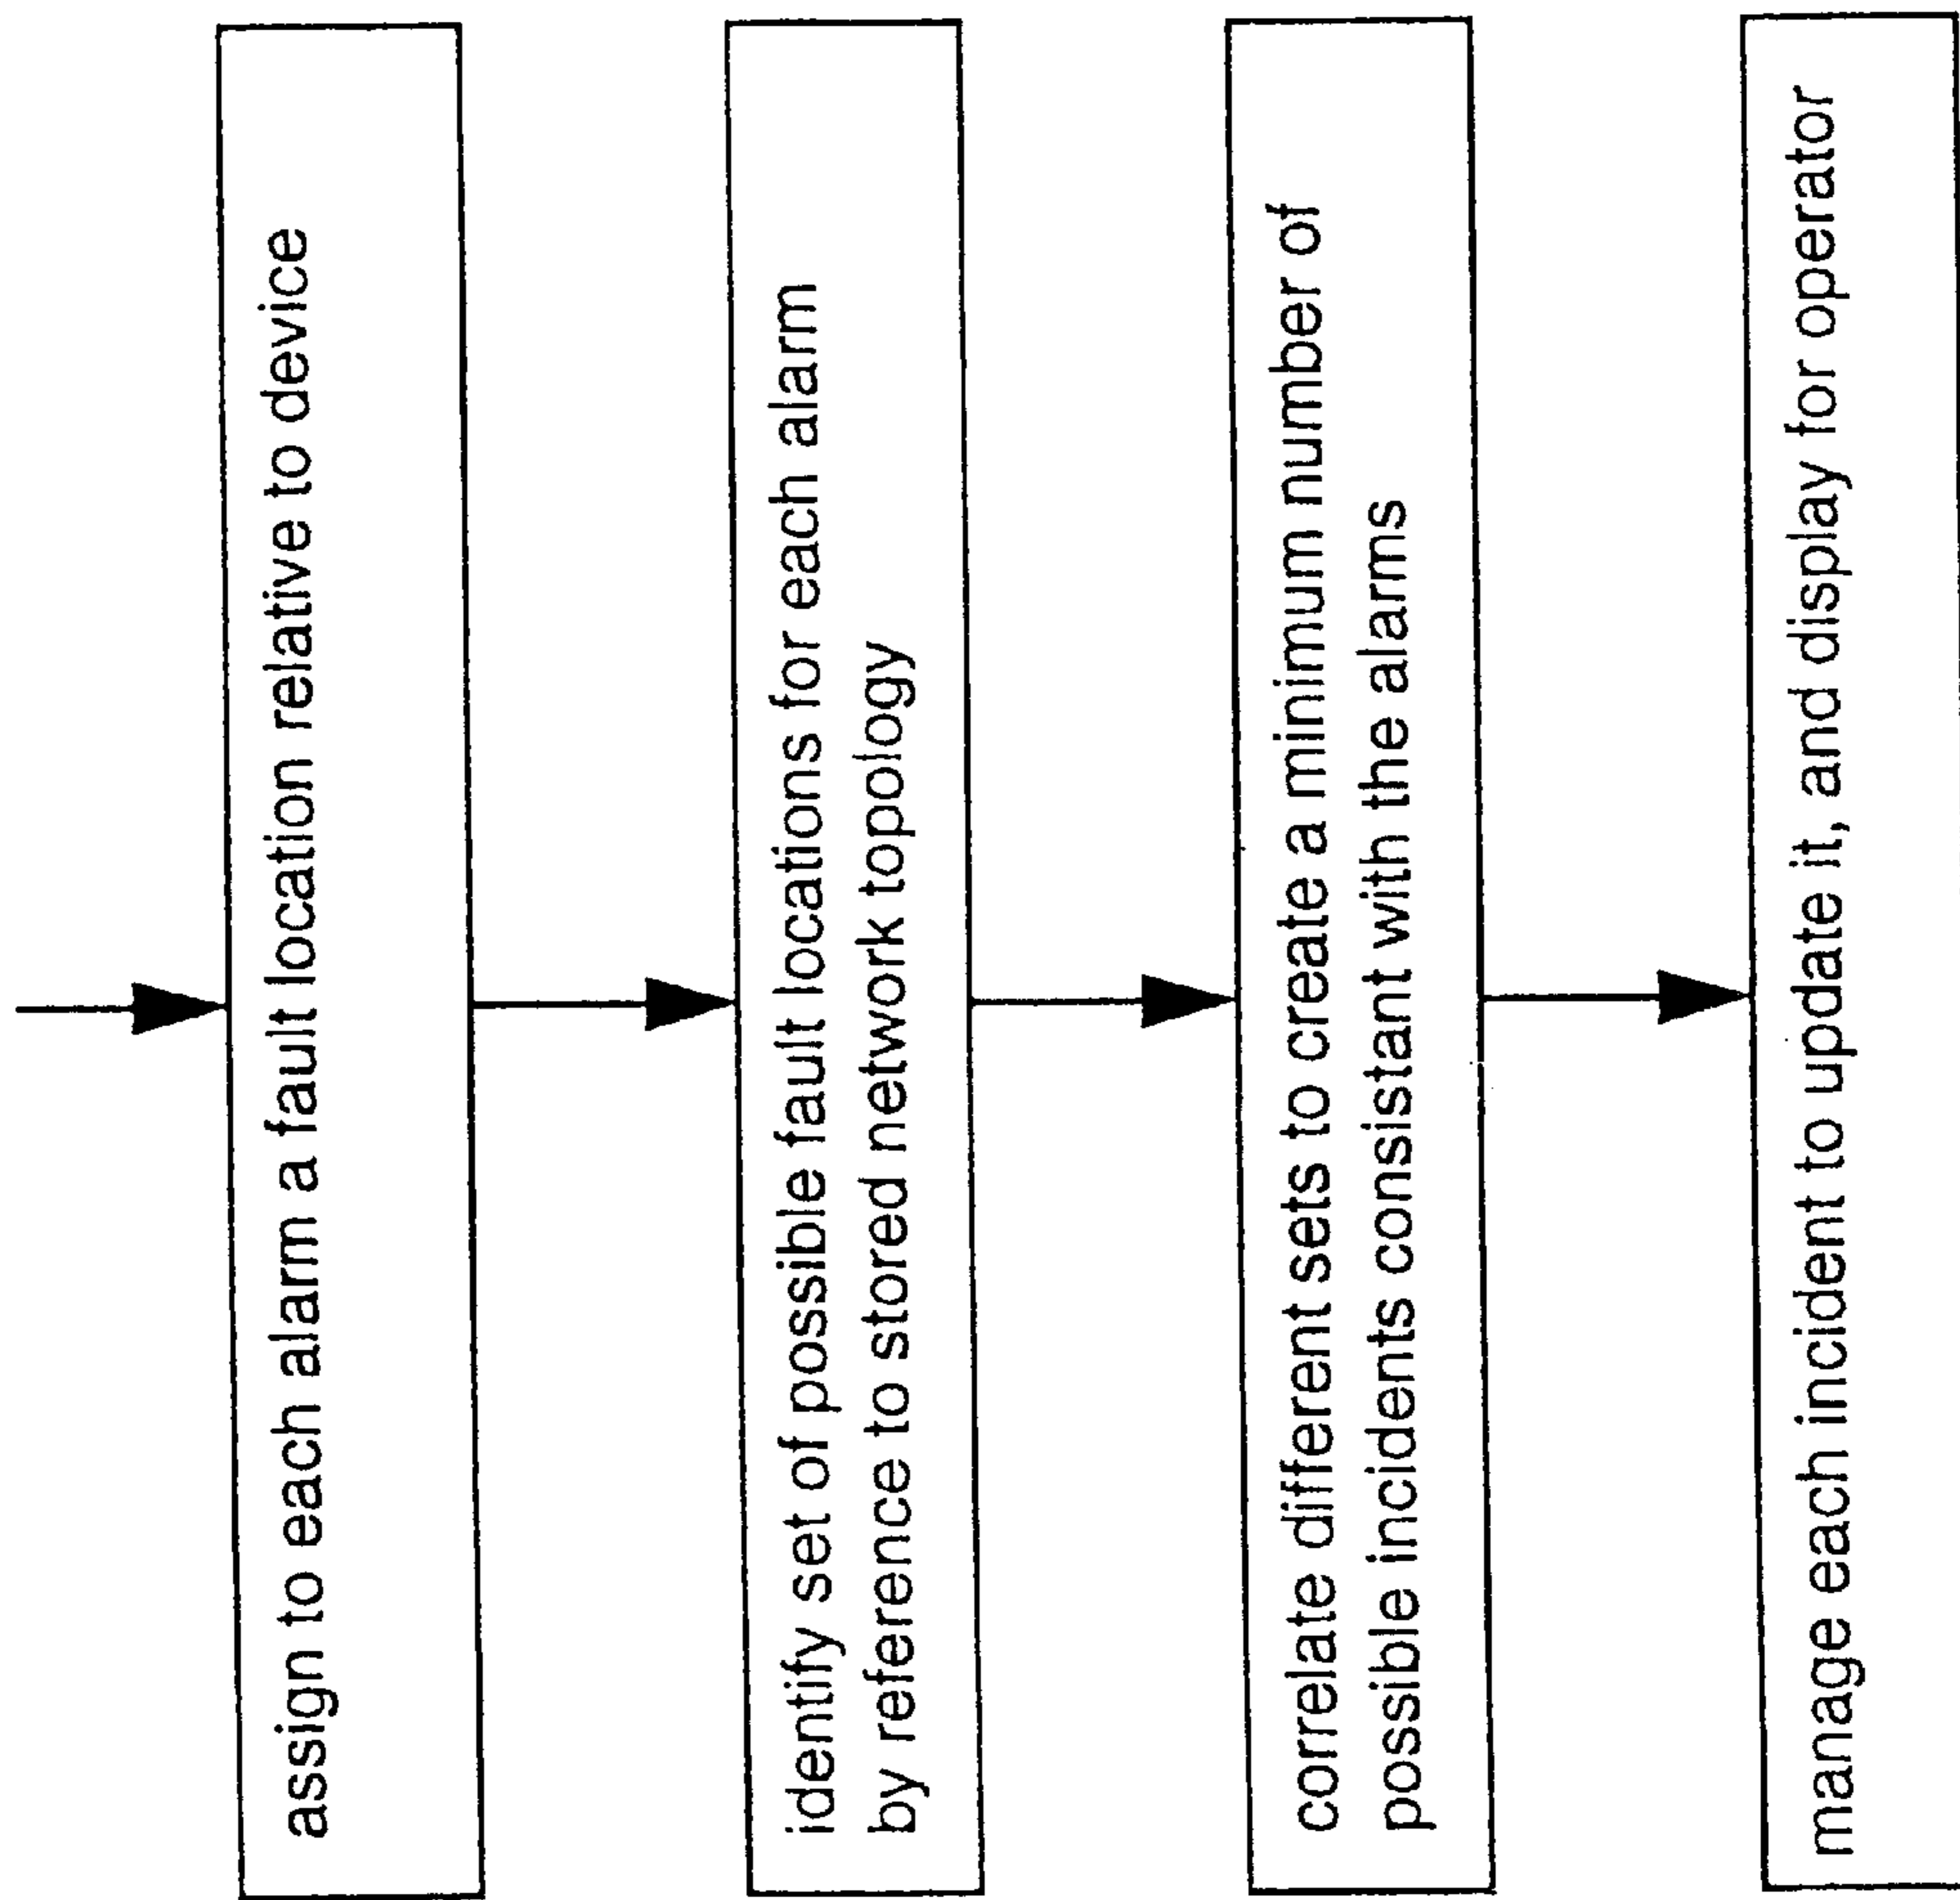 assign to each alarm a fault location relative to device
identify set of possible fault locations for each alarm
by reference to stored network topology
correlate different sets to create a minimum number of
possible incidents consistant with the alarms
manage each incident to update it, and display for operator